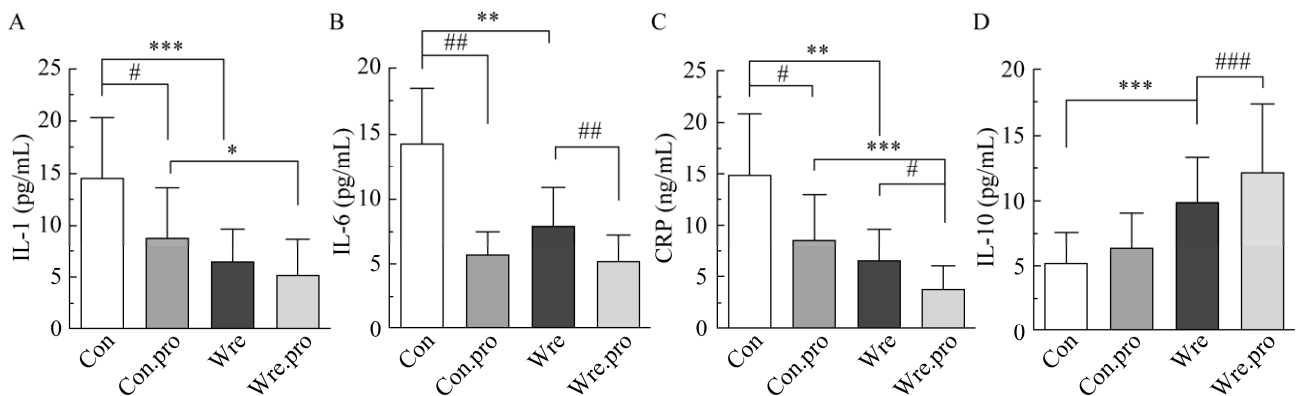 A
IL-1 (pg/mL)
25
20
15
10
5
0
***
#
*
Con
Con.pro
Wre
Wre.pro
B
IL-6 (pg/mL)
20
15
10
5
0
**
##
##
Con
Con.pro
Wre
Wre.pro
C
CRP (ng/mL)
25
20
15
10
5
0
**
#
***
#
Con
Con.pro
Wre
Wre.pro
D
IL-10 (pg/mL)
20
15
10
5
0
###
***
Con
Con.pro
Wre
Wre.pro